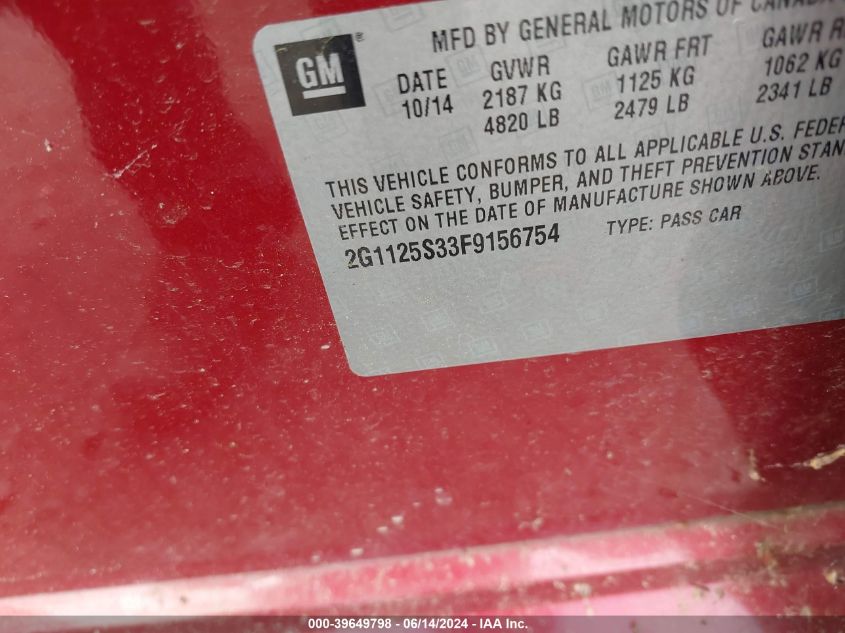 GM ®
MFD BY GENERAL MOTORS OF CANADA
DATE GVWR GAWR FRT GAWR
10/14 2187 KG 1125 KG 1062 KG
4820 LB 2479 LB 2341 LB
THIS VEHICLE CONFORMS TO ALL APPLICABLE U.S.
VEHICLE SAFETY, BUMPER, AND THEFT PREVENTION
EFFECT ON THE DATE OF MANUFACTURE SHOWN ABOVE.
2G1125S33F9156754 TYPE: PASS CAR
000-39649798 - 06/14/2024 - IAA Inc.